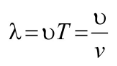 λ = υT = υ/ν